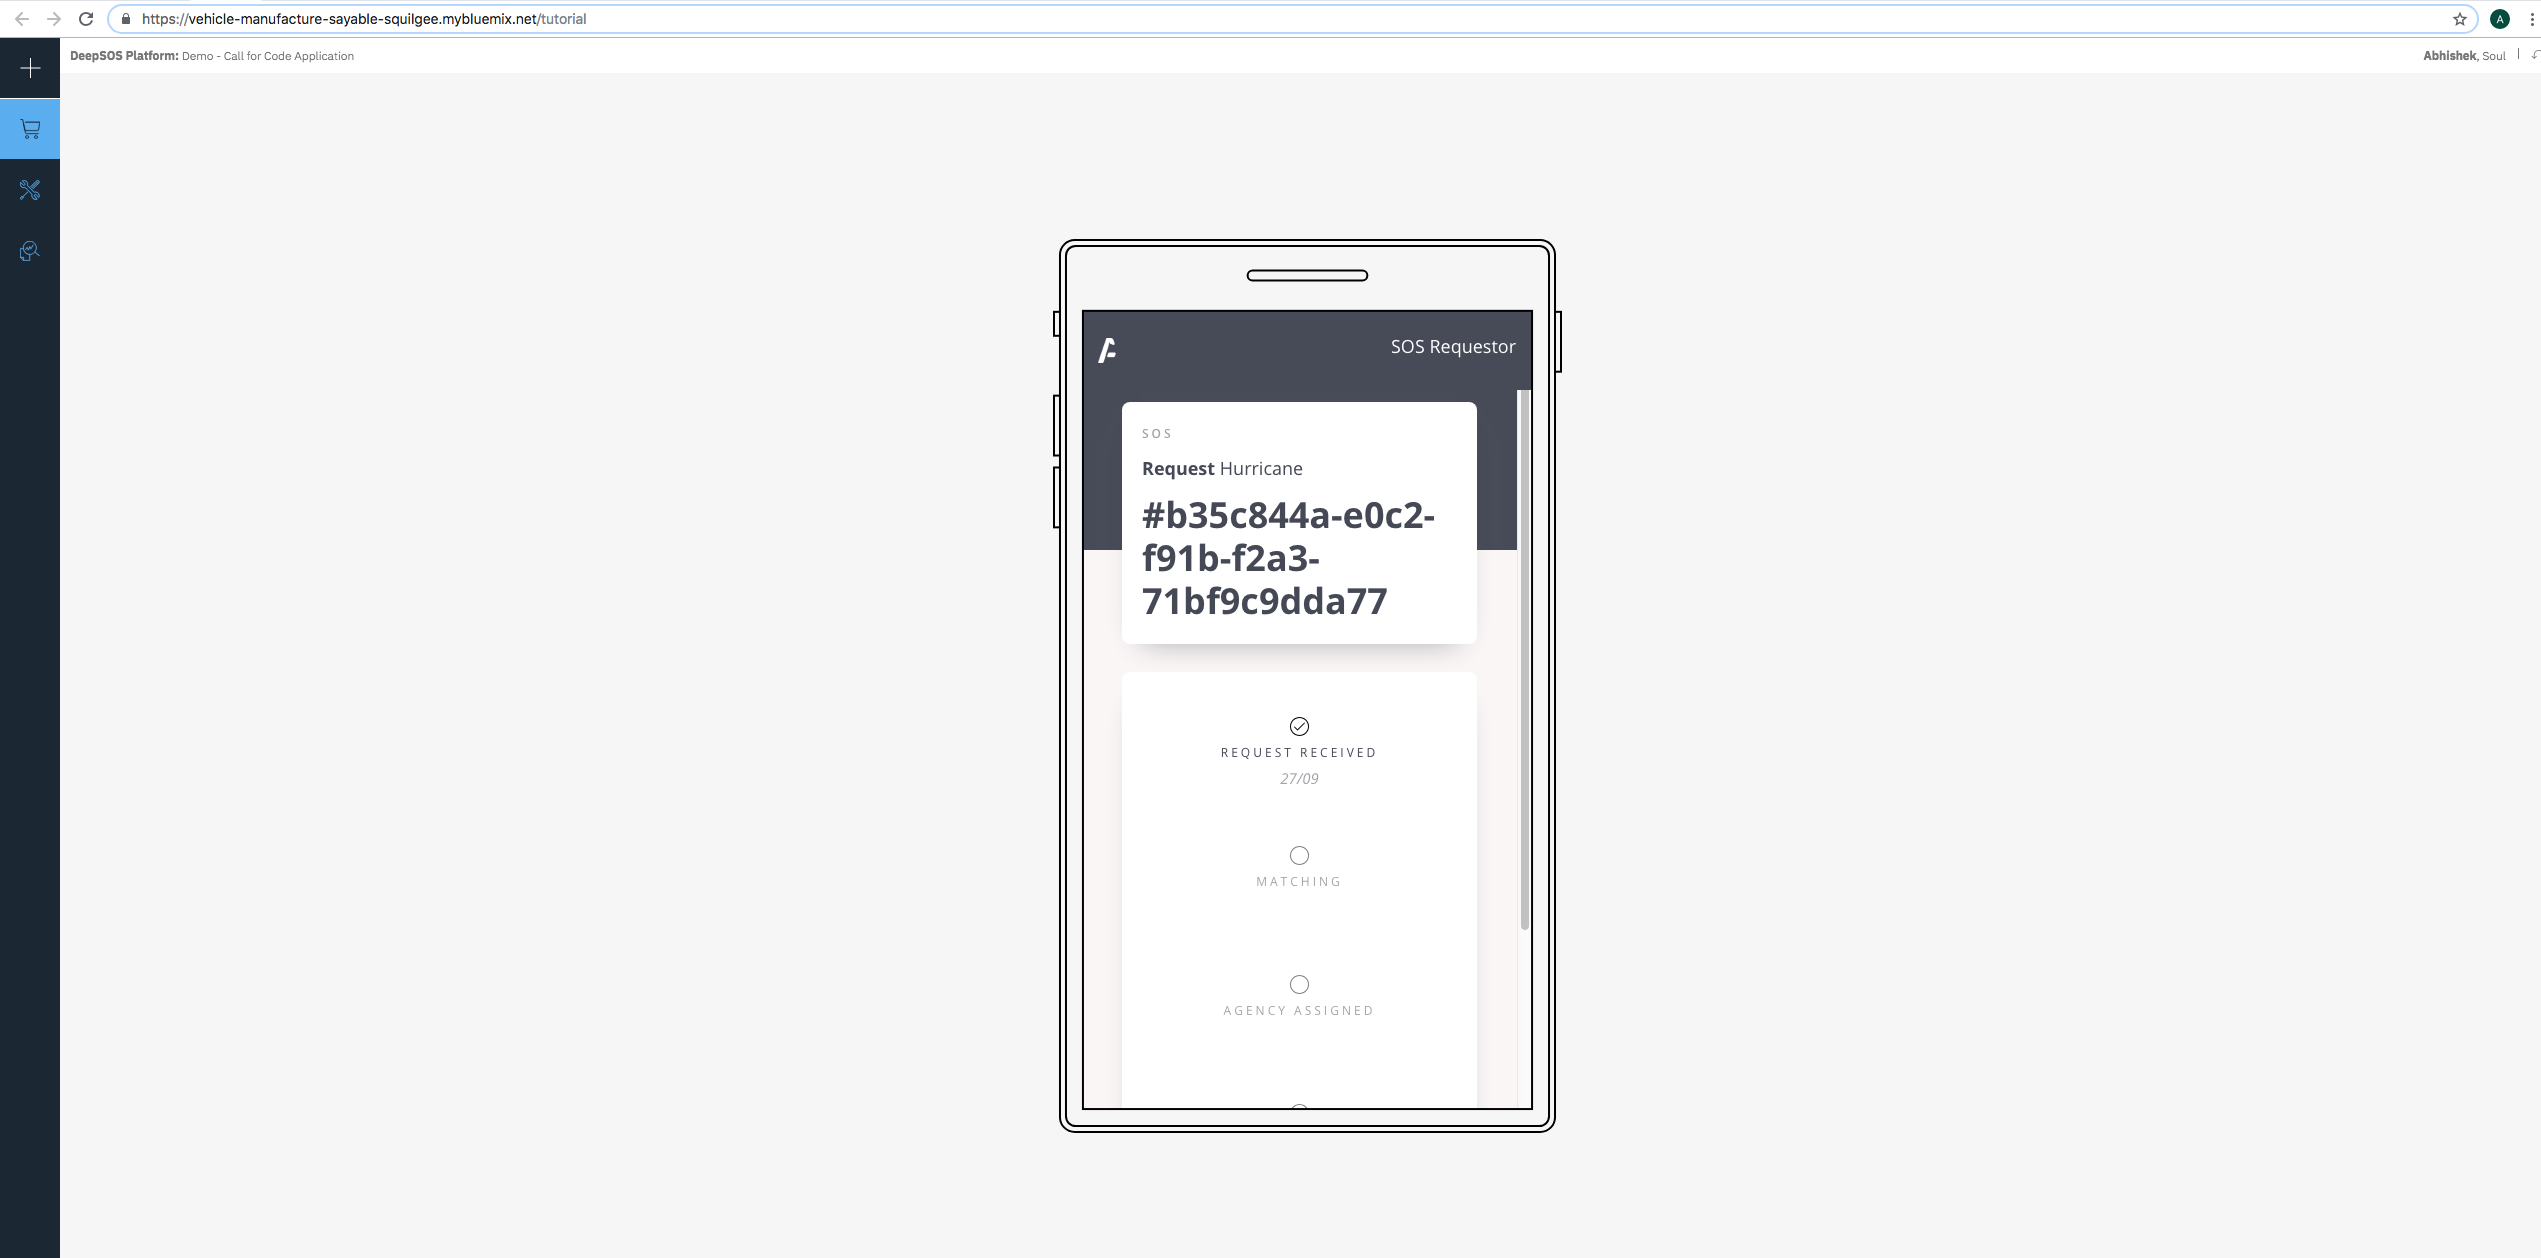 https://vehicle-manufacture-sayable-squilgee.mybluemix.net/tutorial
A
DeepSOS Platform: Demo - Call for Code Application
Abhishek, Soul
SOS Requestor
SOS
Request Hurricane
#b35c844a-e0c2-
f91b-f2a3-
71bf9c9dda77
REQUEST RECEIVED
27/09
MATCHING
AGENCY ASSIGNED